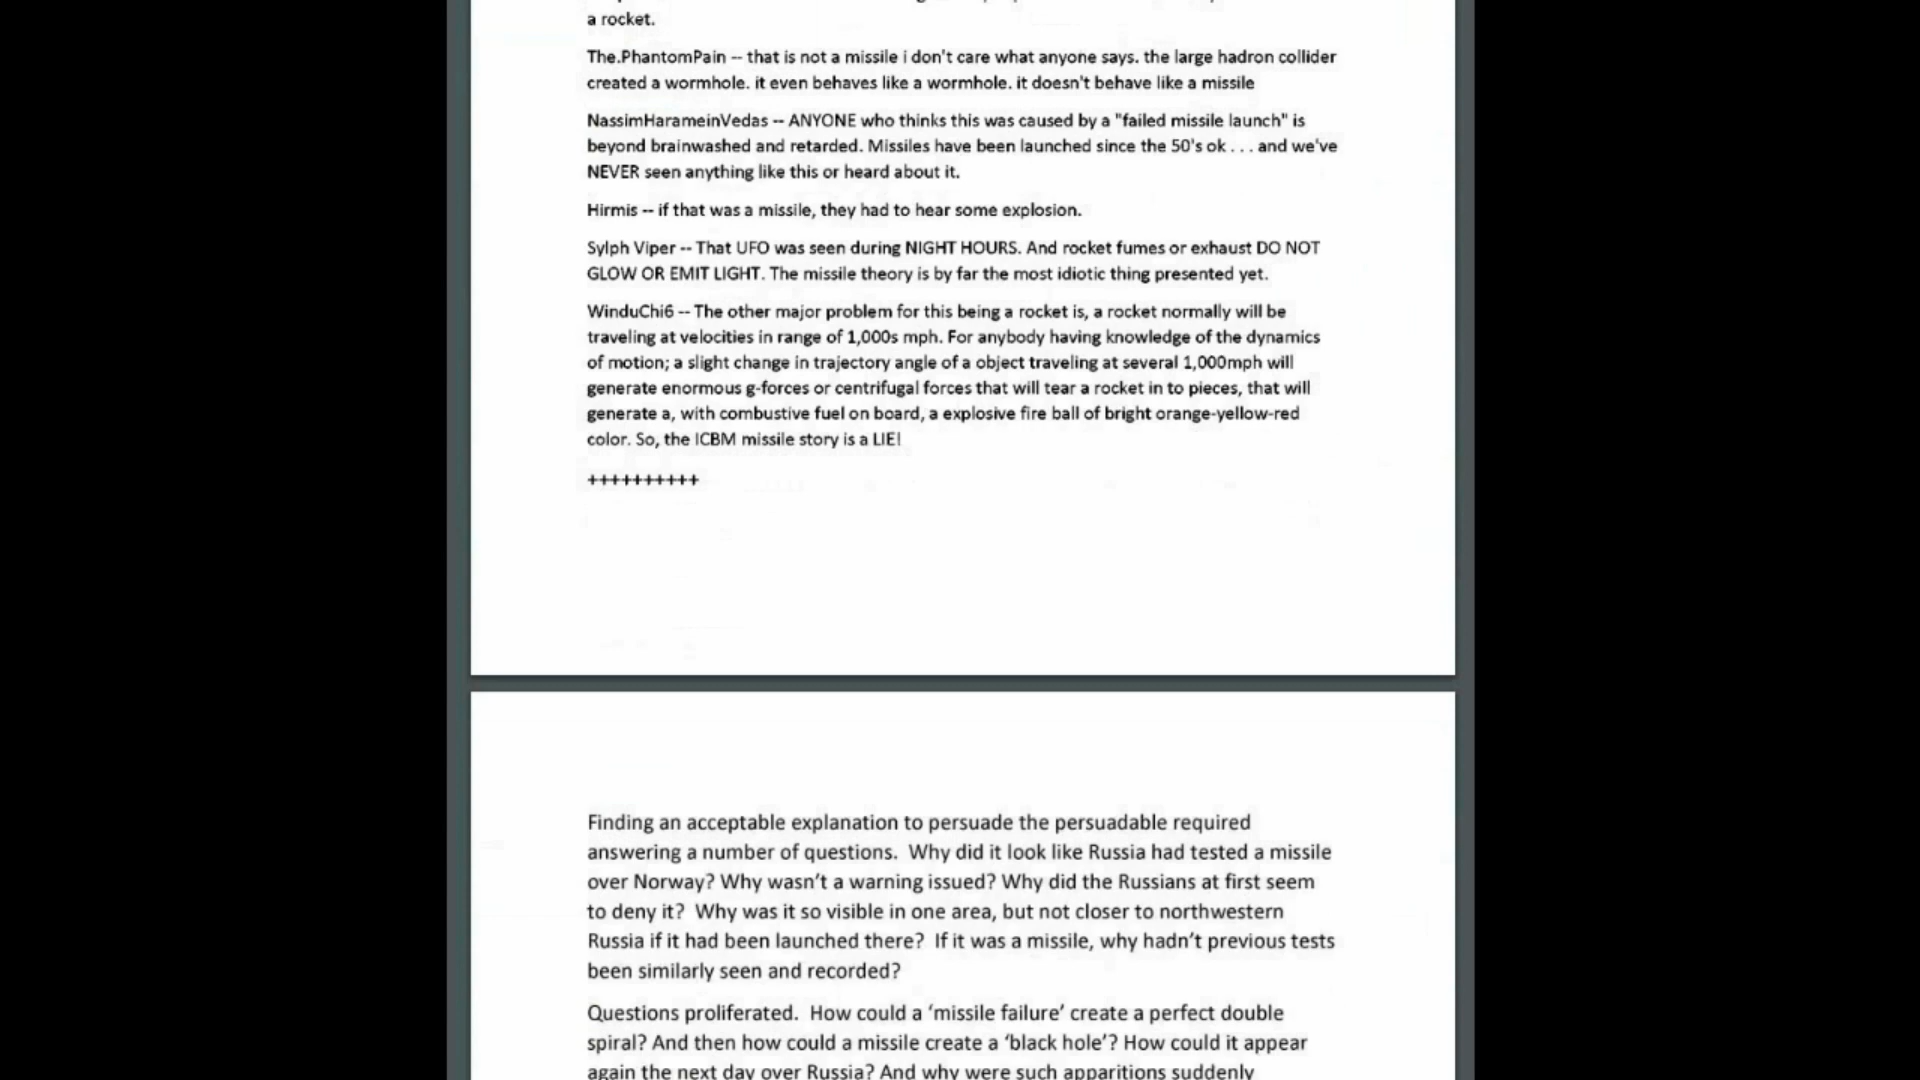 a rocket.
The.PhantomPain -- that is not a missile i don't care what anyone says. the large hadron collider
created a wormhole. it even behaves like a wormhole. it doesn't behave like a missile
NassimHarameinVedas -- ANYONE who thinks this was caused by a "failed missile launch" is
beyond brainwashed and retarded. Missiles have been launched since the 50's ok . . . and we've
NEVER seen anything like this or heard about it.
Hirmis -- if that was a missile, they had to hear some explosion.
Sylph Viper -- That UFO was seen during NIGHT HOURS. And rocket fumes or exhaust DO NOT
GLOW OR EMIT LIGHT. The missile theory is by far the most idiotic thing presented yet.
WinduChi6 -- The other major problem for this being a rocket is, a rocket normally will be
traveling at velocities in range of 1,000s mph. For anybody having knowledge of the dynamics
of motion; a slight change in trajectory angle of a object traveling at several 1,000mph will
generate enormous g-forces or centrifugal forces that will tear a rocket in to pieces, that will
generate a, with combustive fuel on board, a explosive fire ball of bright orange-yellow-red
color. So, the ICBM missile story is a LIE!
++++++++++
Finding an acceptable explanation to persuade the persuadable required
answering a number of questions.  Why did it look like Russia had tested a missile
over Norway? Why wasn't a warning issued? Why did the Russians at first seem
to deny it?  Why was it so visible in one area, but not closer to northwestern
Russia if it had been launched there?  If it was a missile, why hadn't previous tests
been similarly seen and recorded?
Questions proliferated.  How could a 'missile failure' create a perfect double
spiral? And then how could a missile create a 'black hole'? How could it appear
again the next day over Russia? And why were such apparitions suddenly